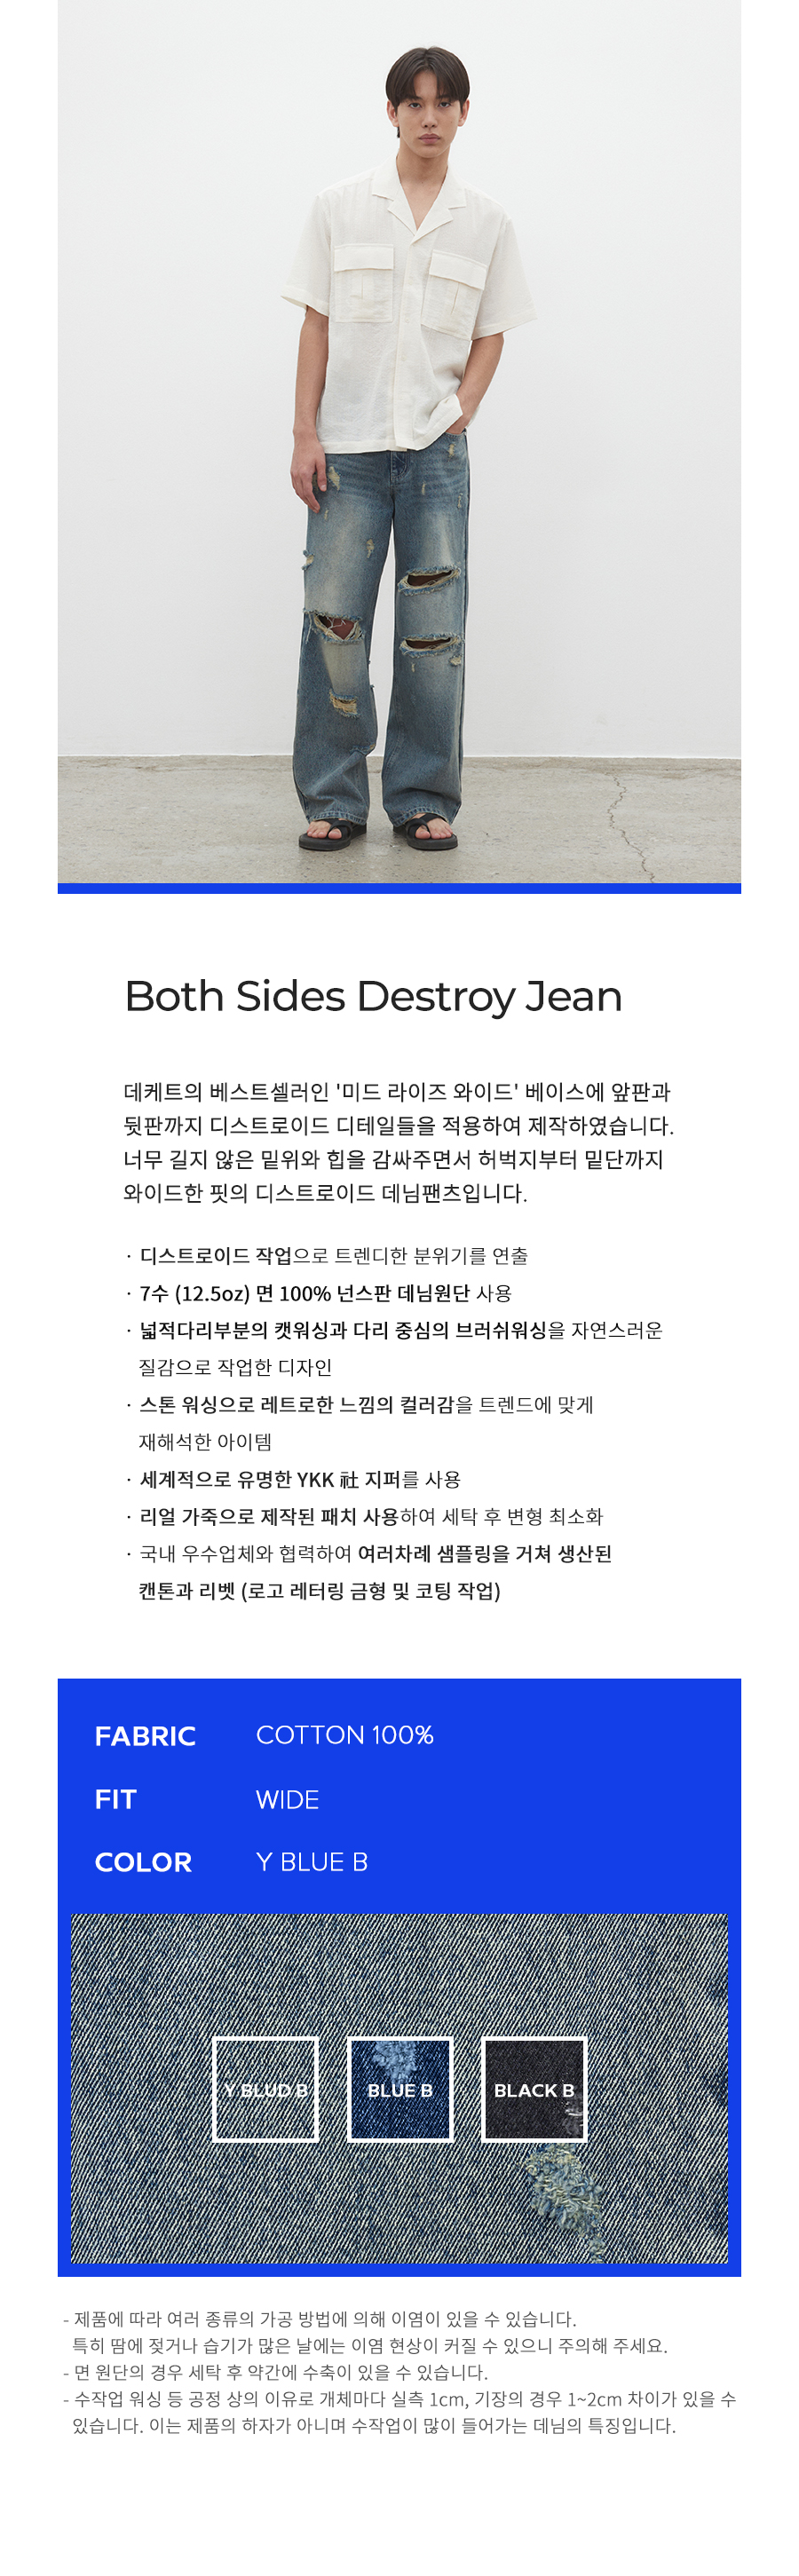 Both Sides Destroy Jean
데케트의 베스트셀러인 '미드 라이즈 와이드' 베이스에 앞판과
뒷판까지 디스트로이드 디테일들을 적용하여 제작하였습니다.
너무 길지 않은 밑위와 힙을 감싸주면서 허벅지부터 밑단까지
와이드한 핏의 디스트로이드 데님팬츠입니다.
· 디스트로이드 작업으로 트렌디한 분위기를 연출
· 7수 (12.5oz) 면 100% 넌스판 데님원단 사용
· 넓적다리부분의 캣워싱과 다리 중심의 브러쉬워싱을 자연스러운
질감으로 작업한 디자인
· 스톤 워싱으로 레트로한 느낌의 컬러감을 트렌드에 맞게
재해석한 아이템
· 세계적으로 유명한 YKK 社 지퍼를 사용
· 리얼 가죽으로 제작된 패치 사용하여 세탁 후 변형 최소화
· 국내 우수업체와 협력하여 여러차례 샘플링을 거쳐 생산된
캔톤과 리벳 (로고 레터링 금형 및 코팅 작업)
FABRIC COTTON 100%
FIT WIDE
COLOR Y BLUE B
Y BLUD B BLUE B BLACK B
- 제품에 따라 여러 종류의 가공 방법에 의해 이염이 있을 수 있습니다.
특히 땀에 젖거나 습기가 많은 날에는 이염 현상이 커질 수 있으니 주의해 주세요.
- 면 원단의 경우 세탁 후 약간에 수축이 있을 수 있습니다.
- 수작업 워싱 등 공정 상의 이유로 개체마다 실측 1cm, 기장의 경우 1~2cm 차이가 있을 수
있습니다. 이는 제품의 하자가 아니며 수작업이 많이 들어가는 데님의 특징입니다.